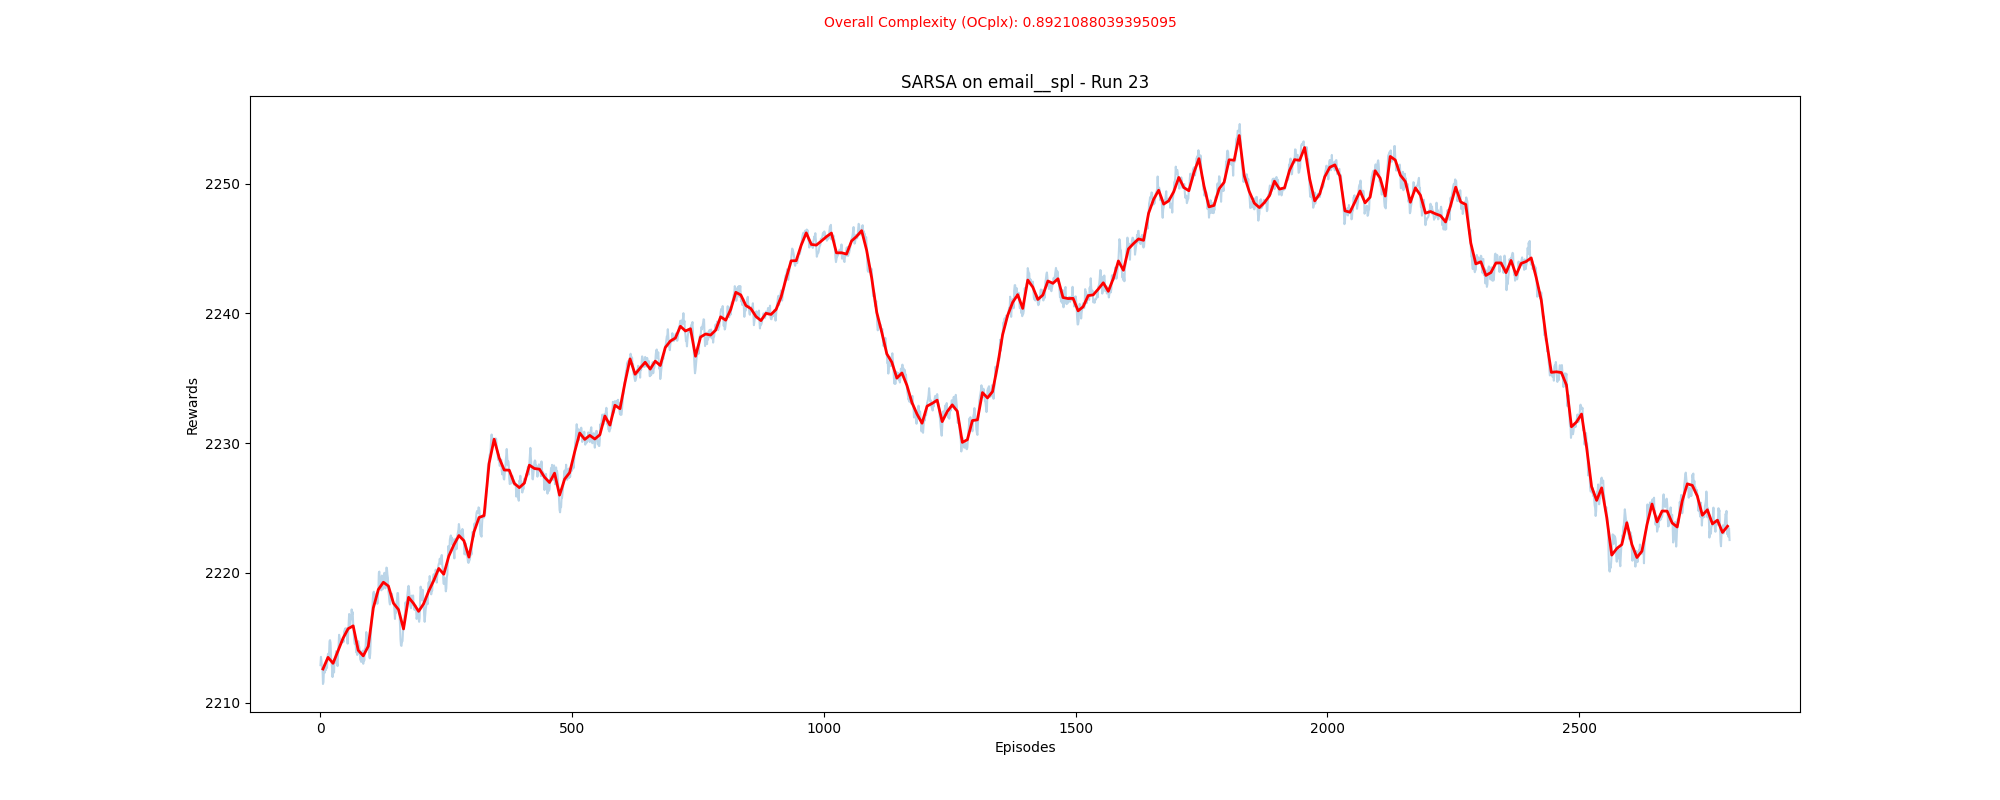 Overall Complexity (OCplx): 0.8921088039395095
SARSA on email__spl - Run 23
Rewards
2250
2240
2230
2220
2210
0 500 1000 1500 2000 2500
Episodes